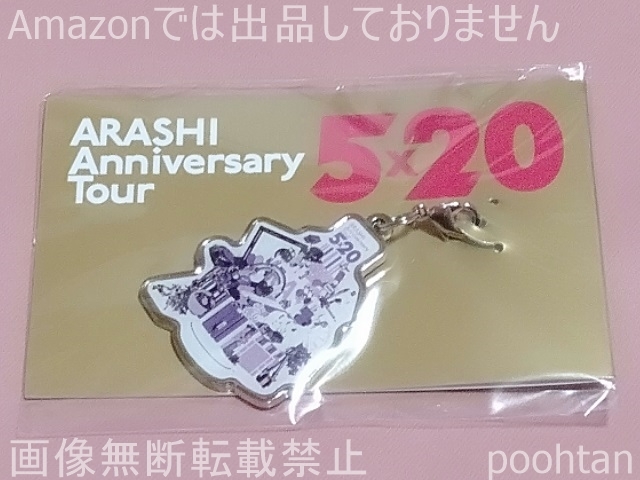 Amazonでは出品しておりません
ARASHI
Anniversary
Tour
5x20
520
画像無断転載禁止
poohtan